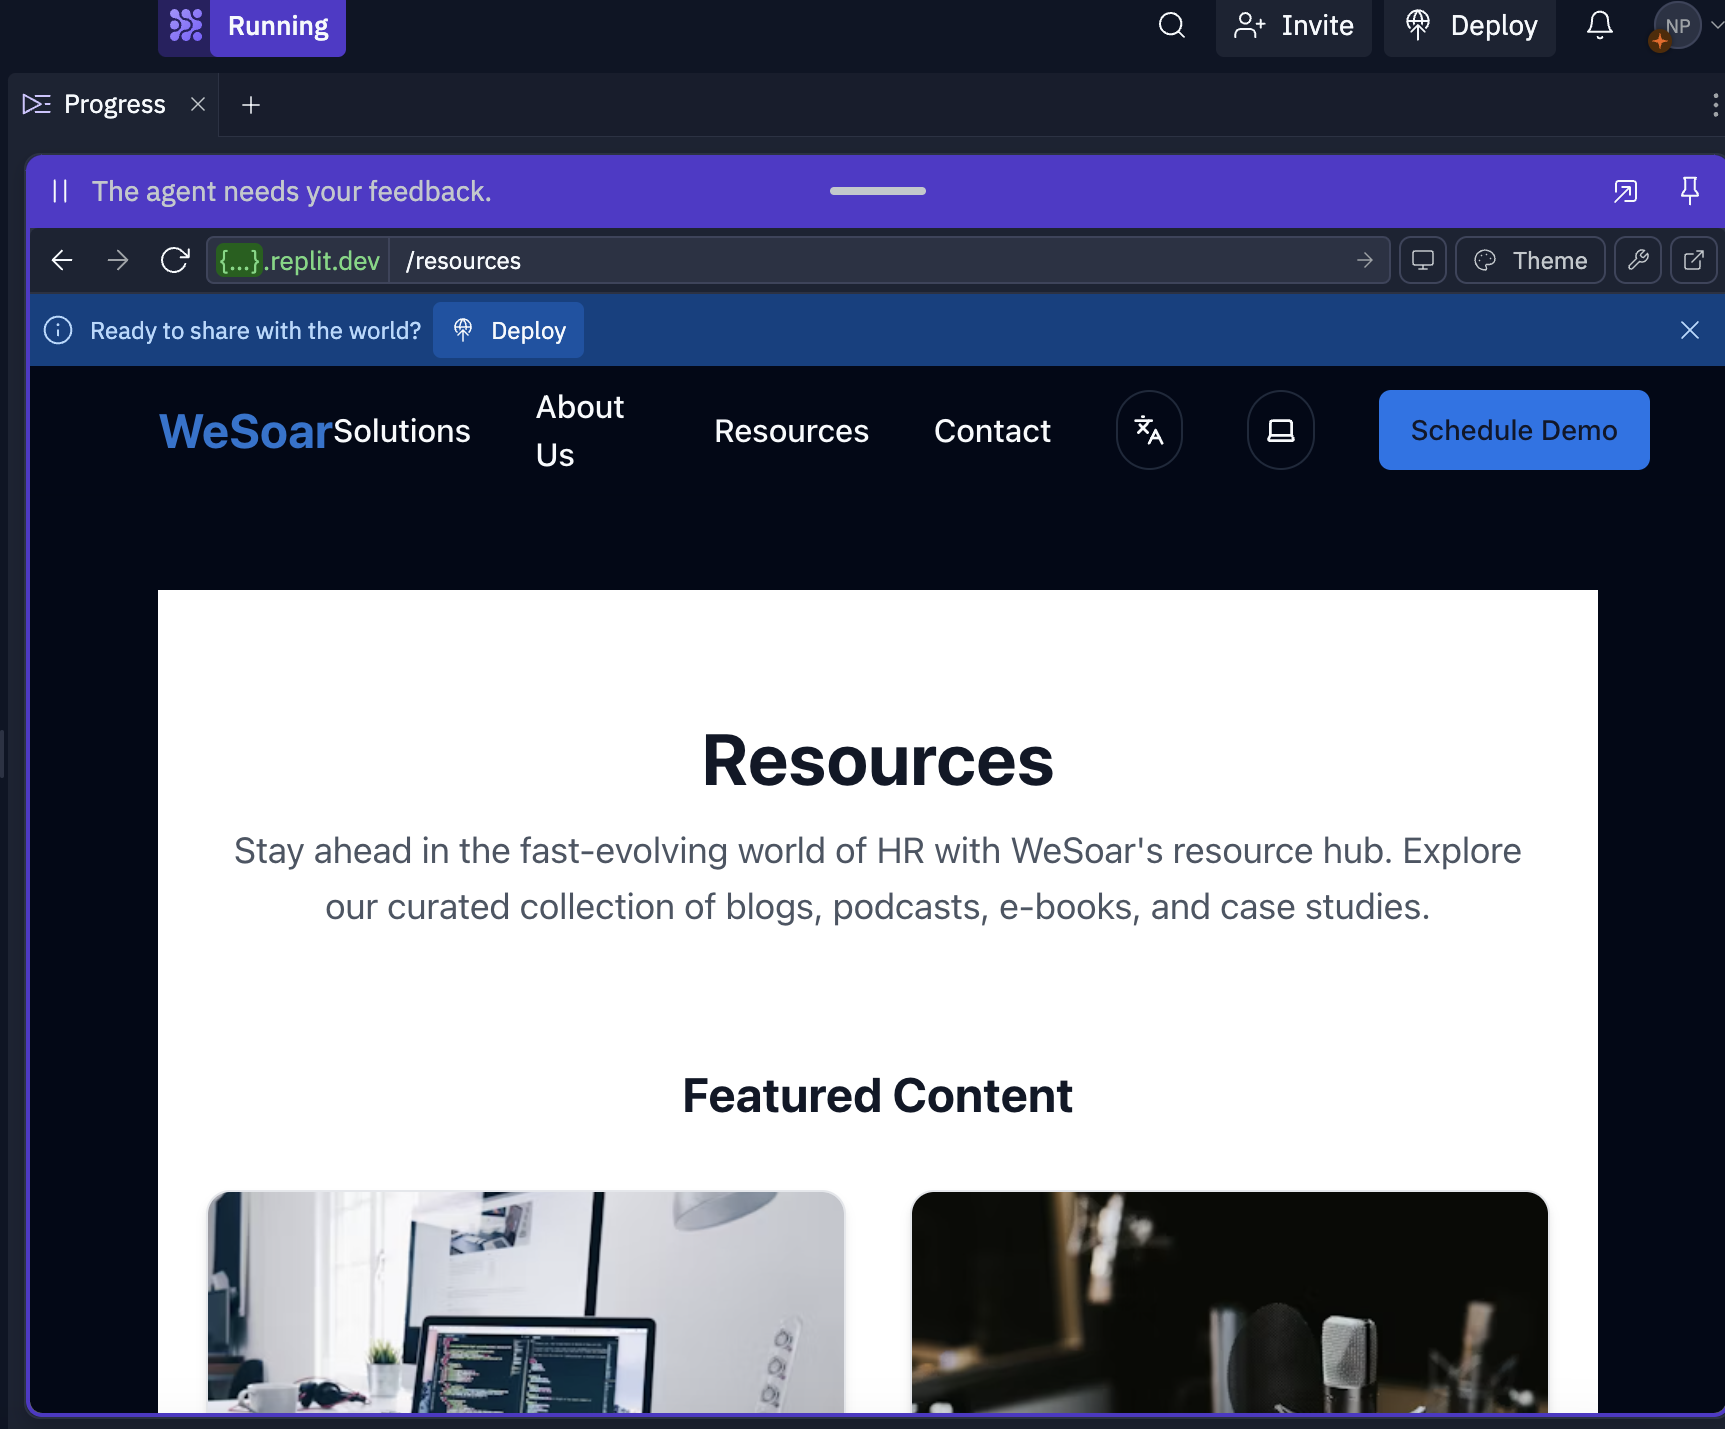 Running
Invite
Deploy
NP
Progress
The agent needs your feedback.
{...}.replit.dev
/resources
Theme
Ready to share with the world?
Deploy
WeSoar
Solutions
About
Us
Resources
Contact
Schedule Demo
Resources
Stay ahead in the fast-evolving world of HR with WeSoar's resource hub. Explore
our curated collection of blogs, podcasts, e-books, and case studies.
Featured Content